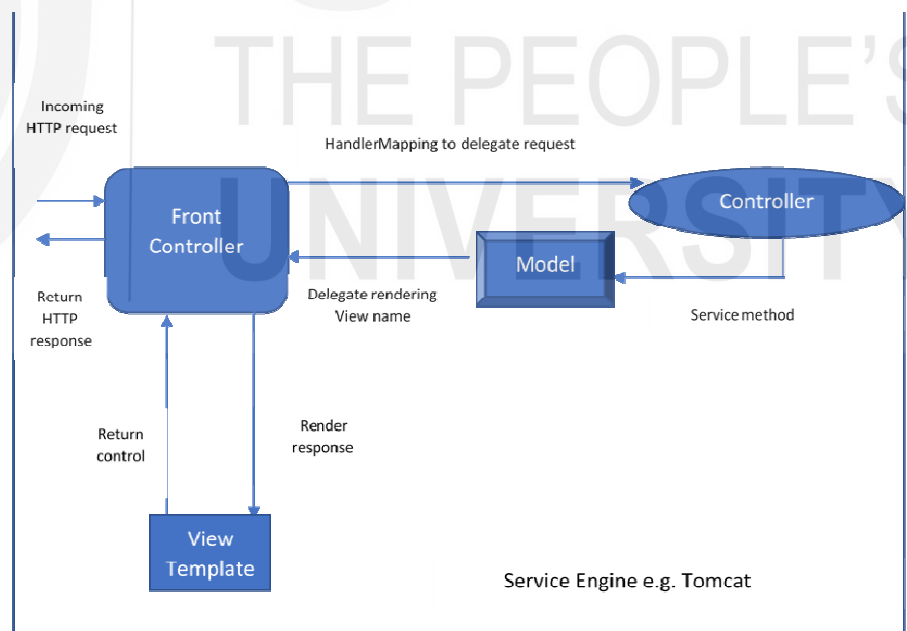 THE PEOPLE'S
UNIVERSITY
Incoming
HTTP request
HandlerMapping to delegate request
Front
Controller
Controller
Model
Return
HTTP
response
Delegate rendering
View name
Service method
Return
control
Render
response
View
Template
Service Engine e.g. Tomcat